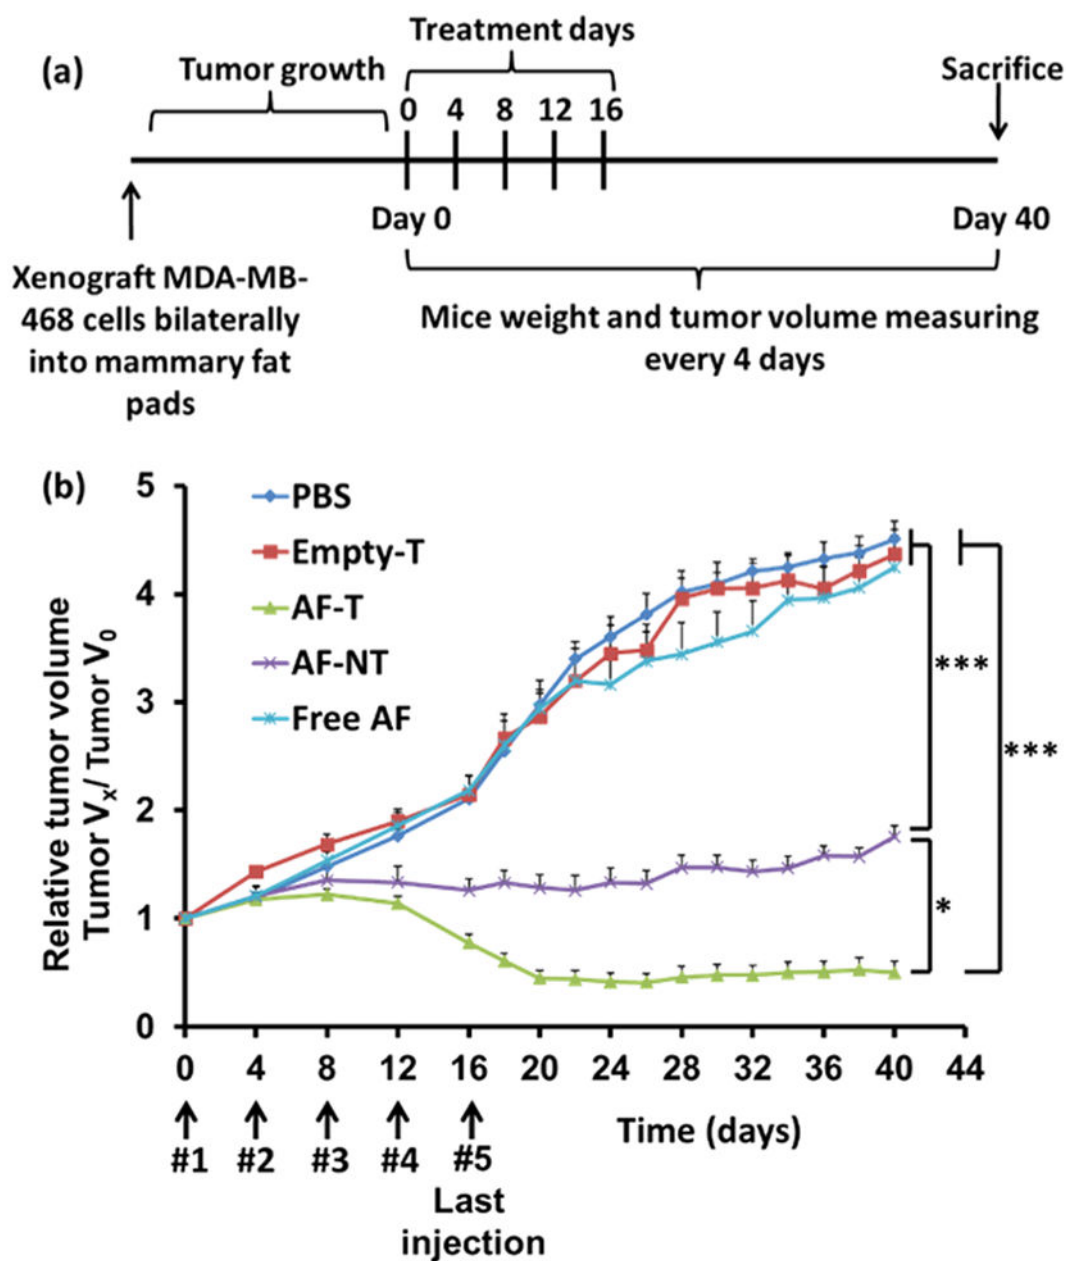 (a)
Treatment days
Tumor growth
Sacrifice
0 4 8 12 16
Day 0
Day 40
Xenograft MDA-MB-
468 cells bilaterally
into mammary fat
pads
Mice weight and tumor volume measuring
every 4 days
(b)
5
4
3
2
1
0
Relative tumor volume
Tumor Vx/ Tumor V0
PBS
Empty-T
AF-T
AF-NT
Free AF
***
***
*
0 4 8 12 16 20 24 28 32 36 40 44
Time (days)
#1 #2 #3 #4 #5
Last
injection